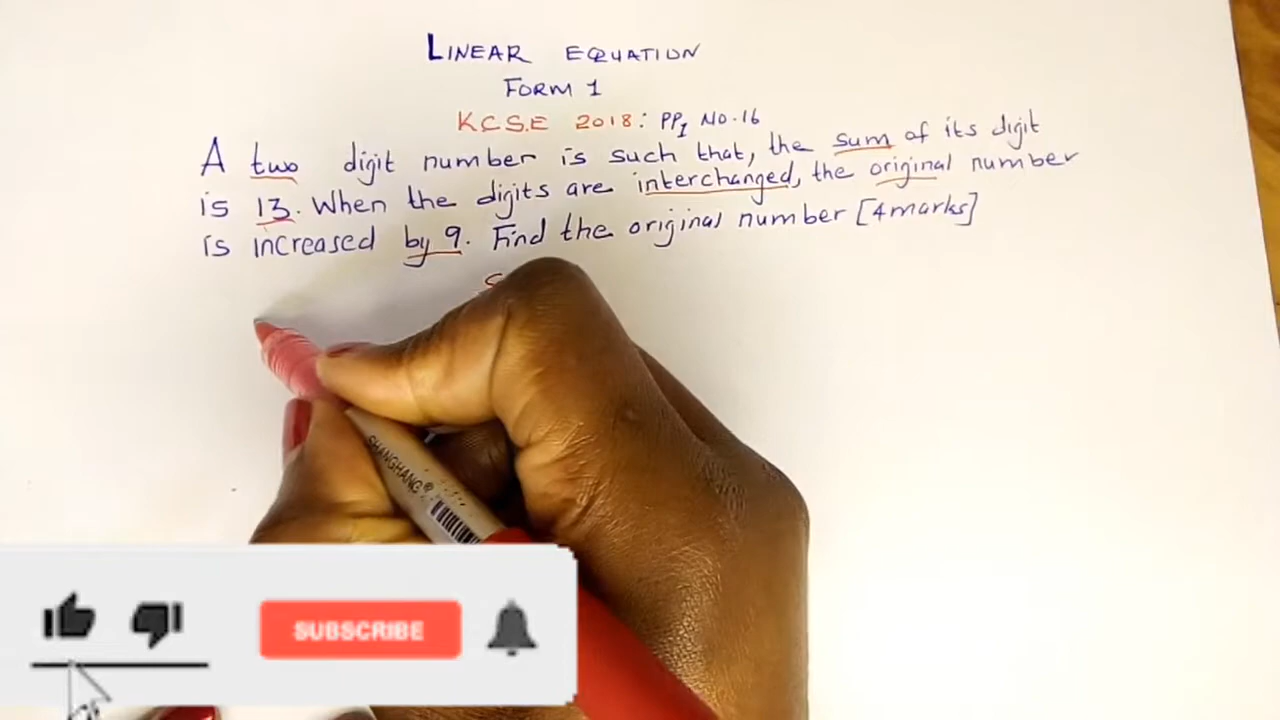 LINEAR EQUATION
FORM 1
K.C.S.E 2018: PP1 NO.16
A two digit number is such that, the sum of its digit
is 13. When the digits are interchanged, the original number
is increased by 9. Find the original number [4 marks]
SHANGHANG®
SUBSCRIBE